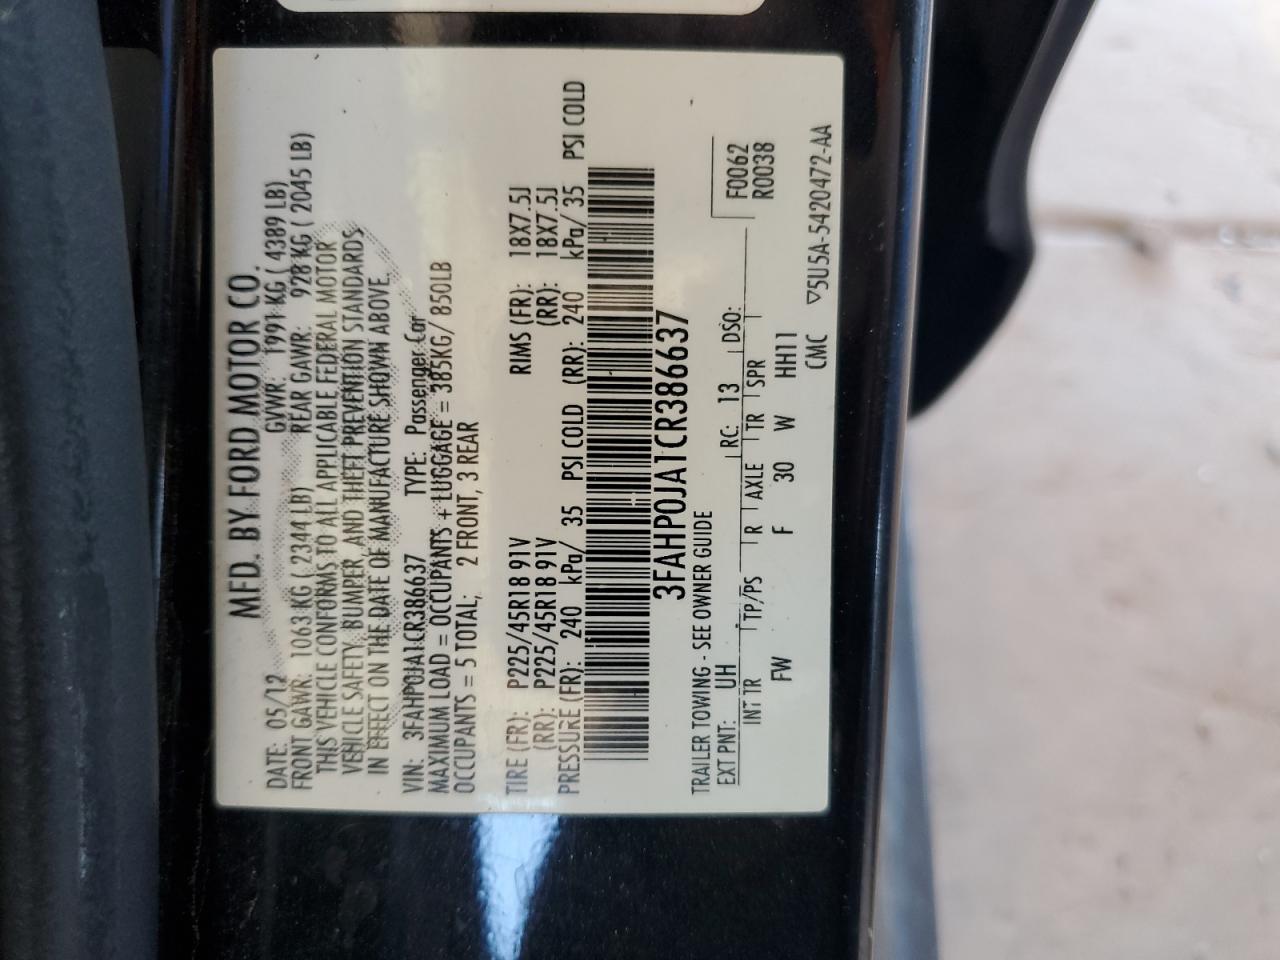 MFD. BY FORD MOTOR CO.
DATE: 05/12 GVWR: 1991 KG ( 4389 LB)
FRONT GAWR: 1063 KG ( 2344 LB) REAR GAWR: 928 KG ( 2045 LB)
THIS VEHICLE CONFORMS TO ALL APPLICABLE FEDERAL MOTOR
VEHICLE SAFETY, BUMPER, AND THEFT PREVENTION STANDARDS
IN EFFECT ON THE DATE OF MANUFACTURE SHOWN ABOVE.
VIN: 3FAHP0JA1CR386637 TYPE: Passenger Car
MAXIMUM LOAD = OCCUPANTS + LUGGAGE = 385KG/ 850LB
OCCUPANTS = 5 TOTAL; 2 FRONT, 3 REAR
TIRE (FR): P225/45R18 91V RIMS (FR): 18X7.5J
(RR): P225/45R18 91V (RR): 18X7.5J
PRESSURE (FR): 240 kPa/ 35 PSI COLD (RR): 240 kPa/ 35 PSI COLD
3FAHP0JA1CR386637
TRAILER TOWING - SEE OWNER GUIDE
F0062
EXT PNT: UH RC: 13 DSO: R0038
INT TR TP/PS R AXLE TR SPR
FW F 30 W HH11
CMC ▽5U5A-5420472-AA